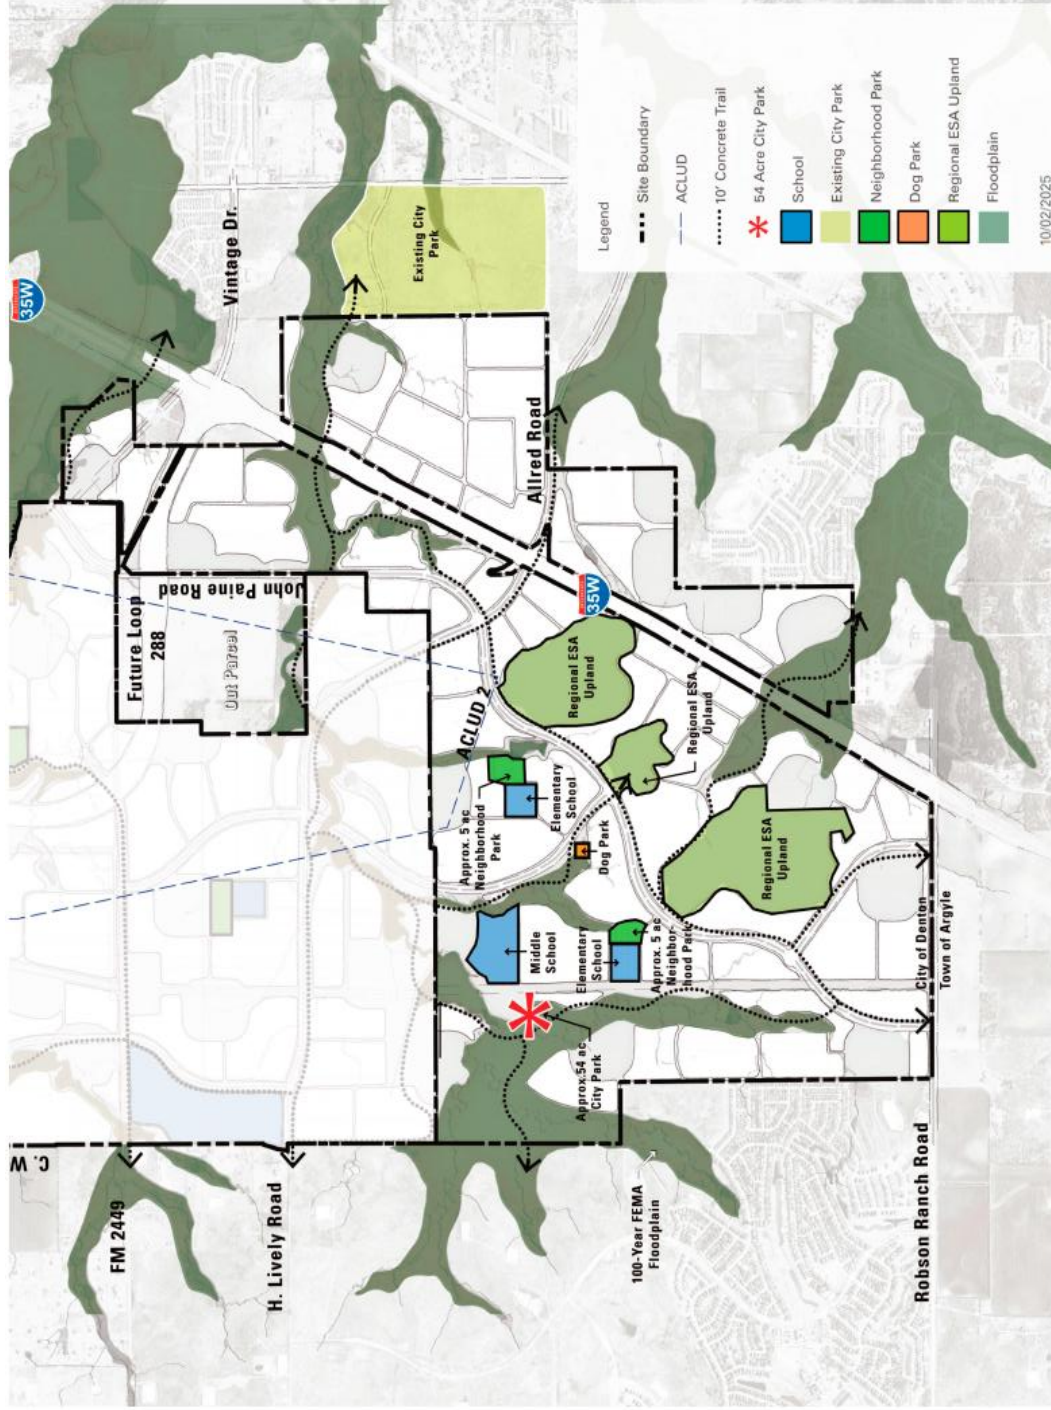 35W
Vintage Dr.
Existing City
Park
Allred Road
35W
John Paine Road
Future Loop
288
Out Parcel
ACLUD 2
Regional ESA
Upland
Regional ESA
Upland
Regional ESA
Upland
Approx. 5 ac
Neighborhood
Park
Elementary
School
Dog Park
Middle
School
Elementary
School
Approx. 5 ac
Neighbor-
hood Park
Approx.54 ac
City Park
City of Denton
Town of Argyle
C. W
FM 2449
H. Lively Road
100-Year FEMA
Floodplain
Robson Ranch Road
Legend
Site Boundary
ACLUD
10' Concrete Trail
54 Acre City Park
School
Existing City Park
Neighborhood Park
Dog Park
Regional ESA Upland
Floodplain
10/02/2025